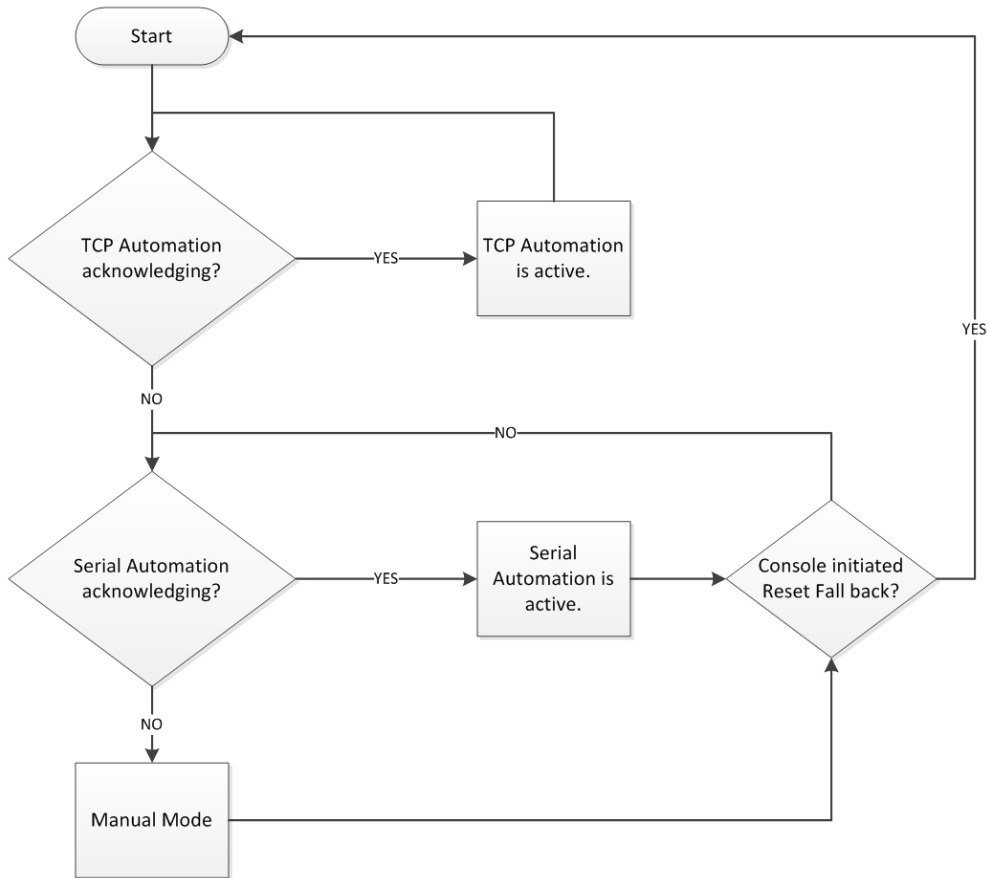 Start
TCP Automation
acknowledging?
YES
TCP Automation
is active.
YES
NO
NO
Serial Automation
acknowledging?
YES
Serial
Automation is
active.
Console initiated
Reset Fall back?
NO
Manual Mode